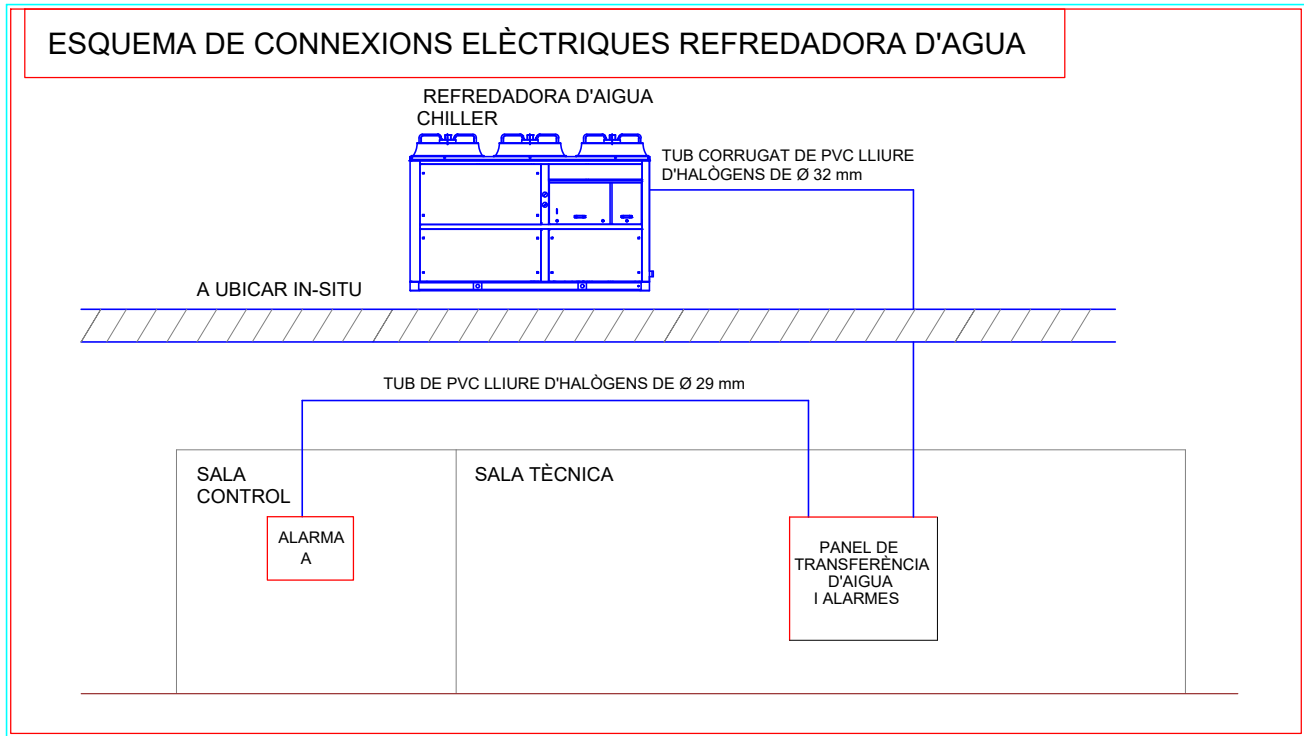 ESQUEMA DE CONNEXIONS ELÈCTRIQUES REFREDADORA D'AGUA
REFREDADORA D'AIGUA
CHILLER
TUB CORRUGAT DE PVC LLIURE
D'HALÒGENS DE Ø 32 mm
A UBICAR IN-SITU
TUB DE PVC LLIURE D'HALÒGENS DE Ø 29 mm
SALA
CONTROL
SALA TÈCNICA
ALARMA
A
PANEL DE
TRANSFERÈNCIA
D'AIGUA
I ALARMES